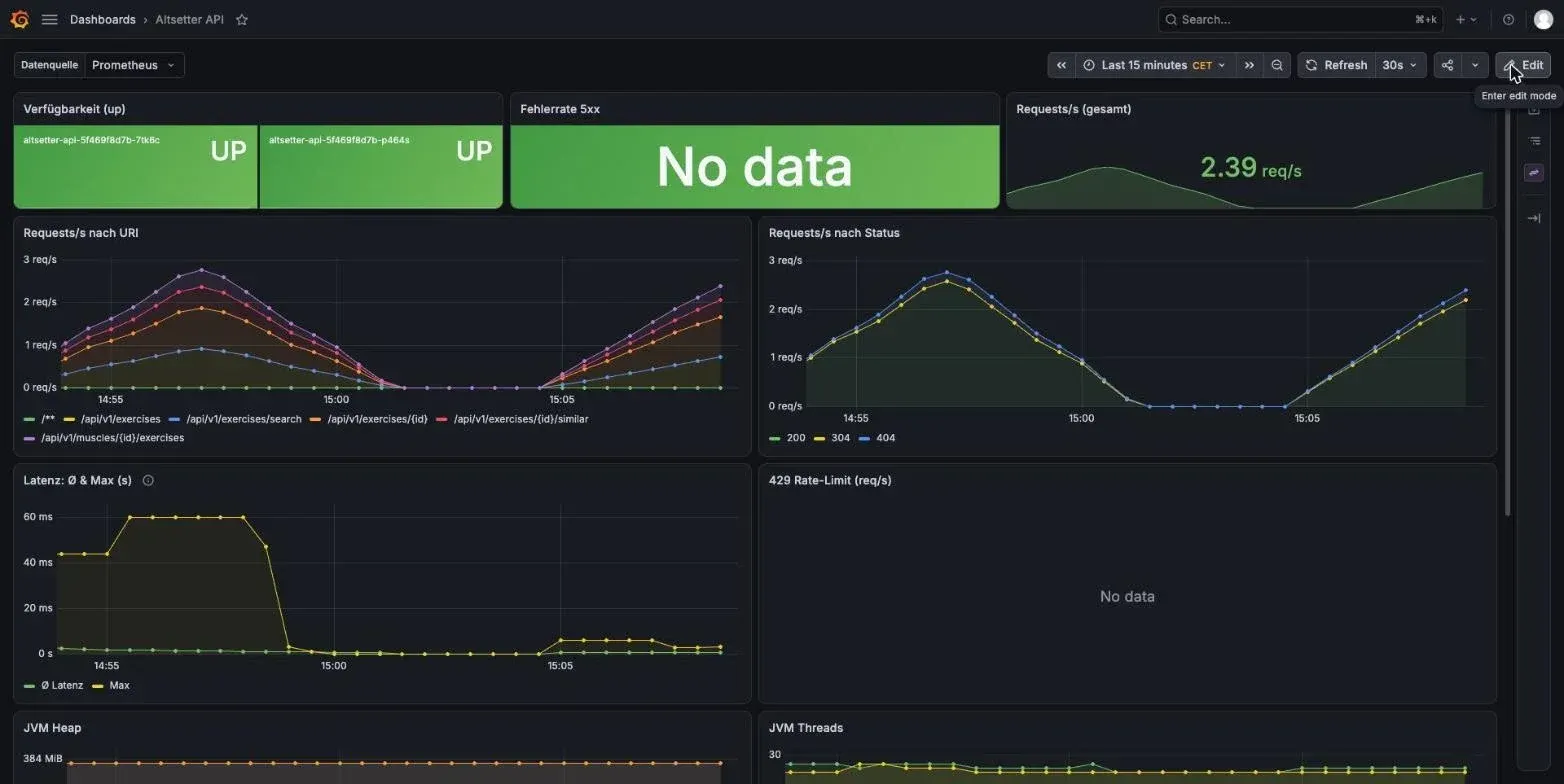 Dashboards › Altsetter API
Search... ⌘+k
Datenquelle Prometheus
Last 15 minutes CET Refresh 30s Edit
Enter edit mode
Verfügbarkeit (up)
altsetter-api-5f469f8d7b-7tk6c UP
altsetter-api-5f469f8d7b-p464s UP
Fehlerrate 5xx
No data
Requests/s (gesamt)
2.39 req/s
Requests/s nach URI
3 req/s
2 req/s
1 req/s
0 req/s
14:55 15:00 15:05
/** /api/v1/exercises /api/v1/exercises/search /api/v1/exercises/{id} /api/v1/exercises/{id}/similar
/api/v1/muscles/{id}/exercises
Requests/s nach Status
3 req/s
2 req/s
1 req/s
0 req/s
14:55 15:00 15:05
200 304 404
Latenz: Ø & Max (s)
60 ms
40 ms
20 ms
0 s
14:55 15:00 15:05
Ø Latenz Max
429 Rate-Limit (req/s)
No data
JVM Heap
384 MiB
JVM Threads
30